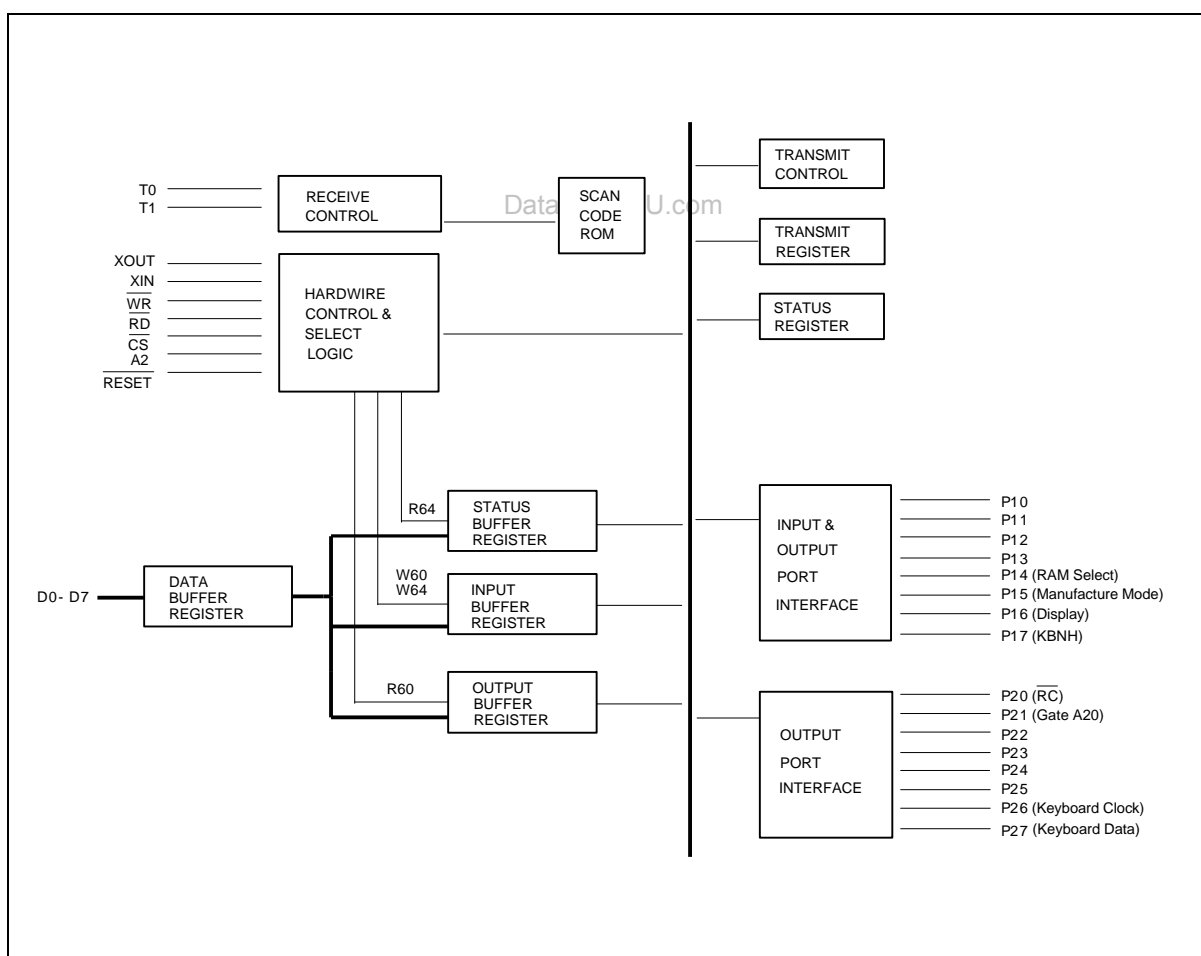 T0
T1
RECEIVE
CONTROL
SCAN
CODE
ROM
Data
U.com
TRANSMIT
CONTROL
TRANSMIT
REGISTER
STATUS
REGISTER
XOUT
XIN
WR
RD
CS
A2
RESET
HARDWIRE
CONTROL &
SELECT
LOGIC
R64
STATUS
BUFFER
REGISTER
W60
W64
INPUT
BUFFER
REGISTER
R60
OUTPUT
BUFFER
REGISTER
D0- D7
DATA
BUFFER
REGISTER
INPUT &
OUTPUT
PORT
INTERFACE
P10
P11
P12
P13
P14 (RAM Select)
P15 (Manufacture Mode)
P16 (Display)
P17 (KBNH)
OUTPUT
PORT
INTERFACE
P20 (RC)
P21 (Gate A20)
P22
P23
P24
P25
P26 (Keyboard Clock)
P27 (Keyboard Data)